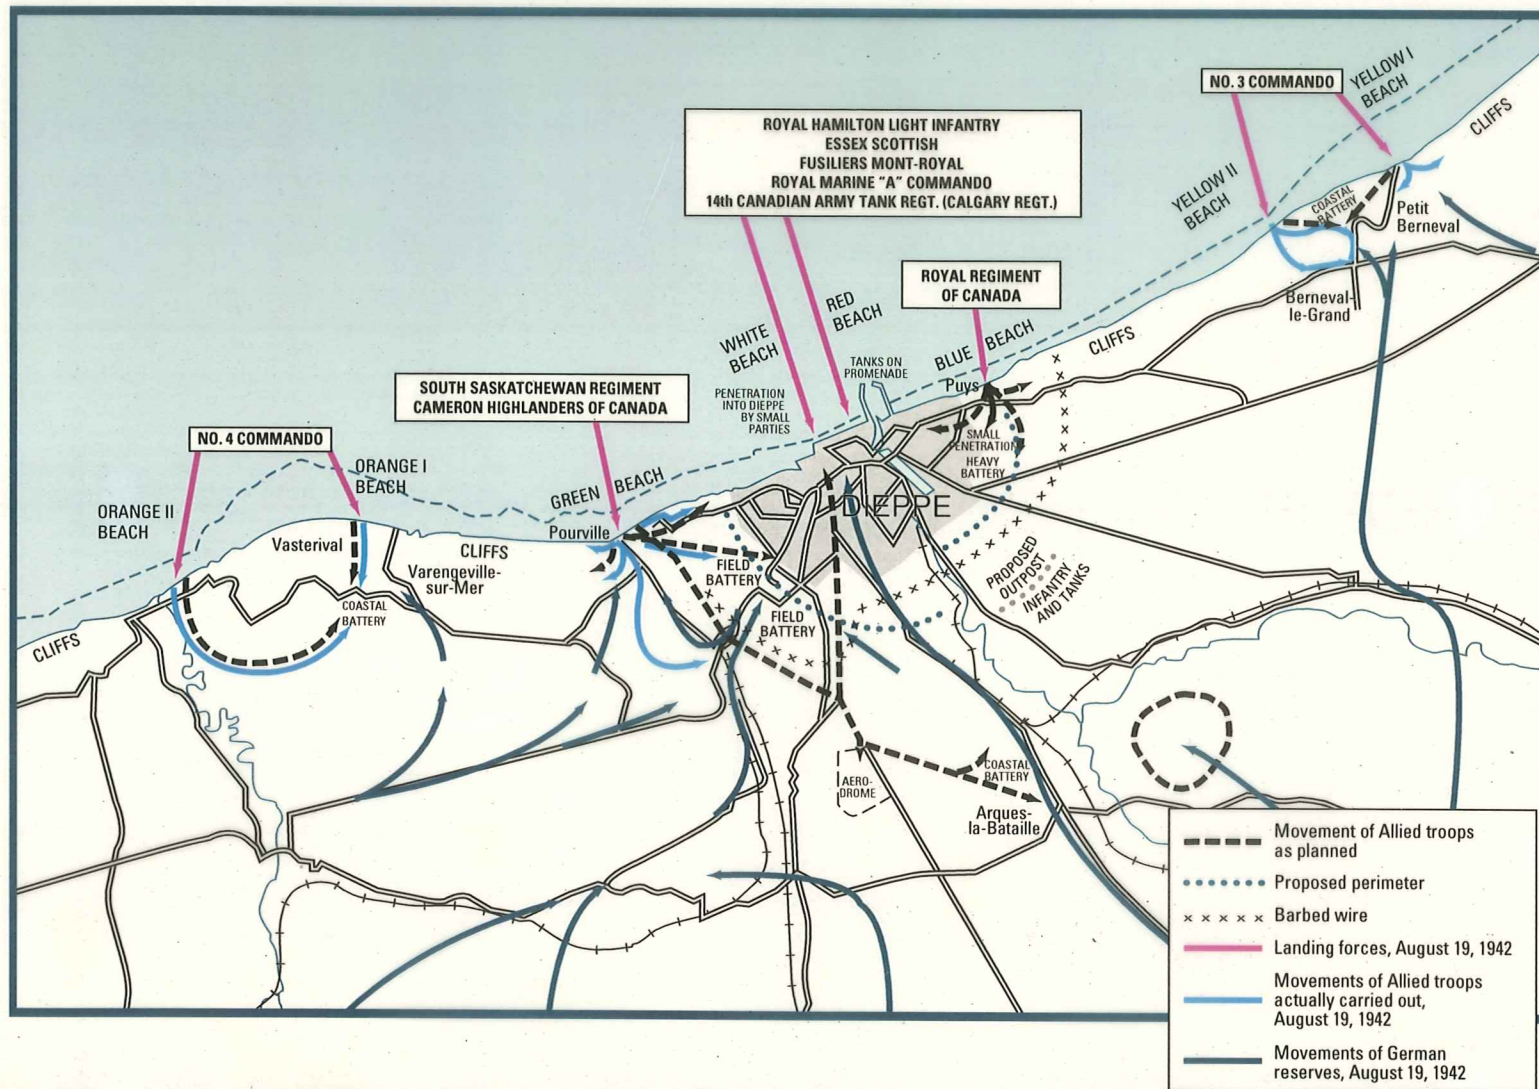 NO. 3 COMMANDO
YELLOW I
BEACH
CLIFFS
ROYAL HAMILTON LIGHT INFANTRY
ESSEX SCOTTISH
FUSILIERS MONT-ROYAL
ROYAL MARINE "A" COMMANDO
14th CANADIAN ARMY TANK REGT. (CALGARY REGT.)
YELLOW II
BEACH
COASTAL
BATTERY
Petit
Berneval
Berneval-
le-Grand
ROYAL REGIMENT
OF CANADA
RED
BEACH
WHITE
BEACH
BLUE BEACH
CLIFFS
TANKS ON
PROMENADE
Puys
PENETRATION
INTO DIEPPE
BY SMALL
PARTIES
SOUTH SASKATCHEWAN REGIMENT
CAMERON HIGHLANDERS OF CANADA
SMALL
PENETRATION
HEAVY
BATTERY
NO. 4 COMMANDO
ORANGE I
BEACH
ORANGE II
BEACH
GREEN BEACH
DIEPPE
Pourville
Vasterival
CLIFFS
Varengeville-
sur-Mer
FIELD
BATTERY
PROPOSED
OUTPOST
INFANTRY
AND TANKS
COASTAL
BATTERY
FIELD
BATTERY
CLIFFS
AERO-
DROME
COASTAL
BATTERY
Arques-
la-Bataille
Movement of Allied troops
as planned
Proposed perimeter
Barbed wire
Landing forces, August 19, 1942
Movements of Allied troops
actually carried out,
August 19, 1942
Movements of German
reserves, August 19, 1942